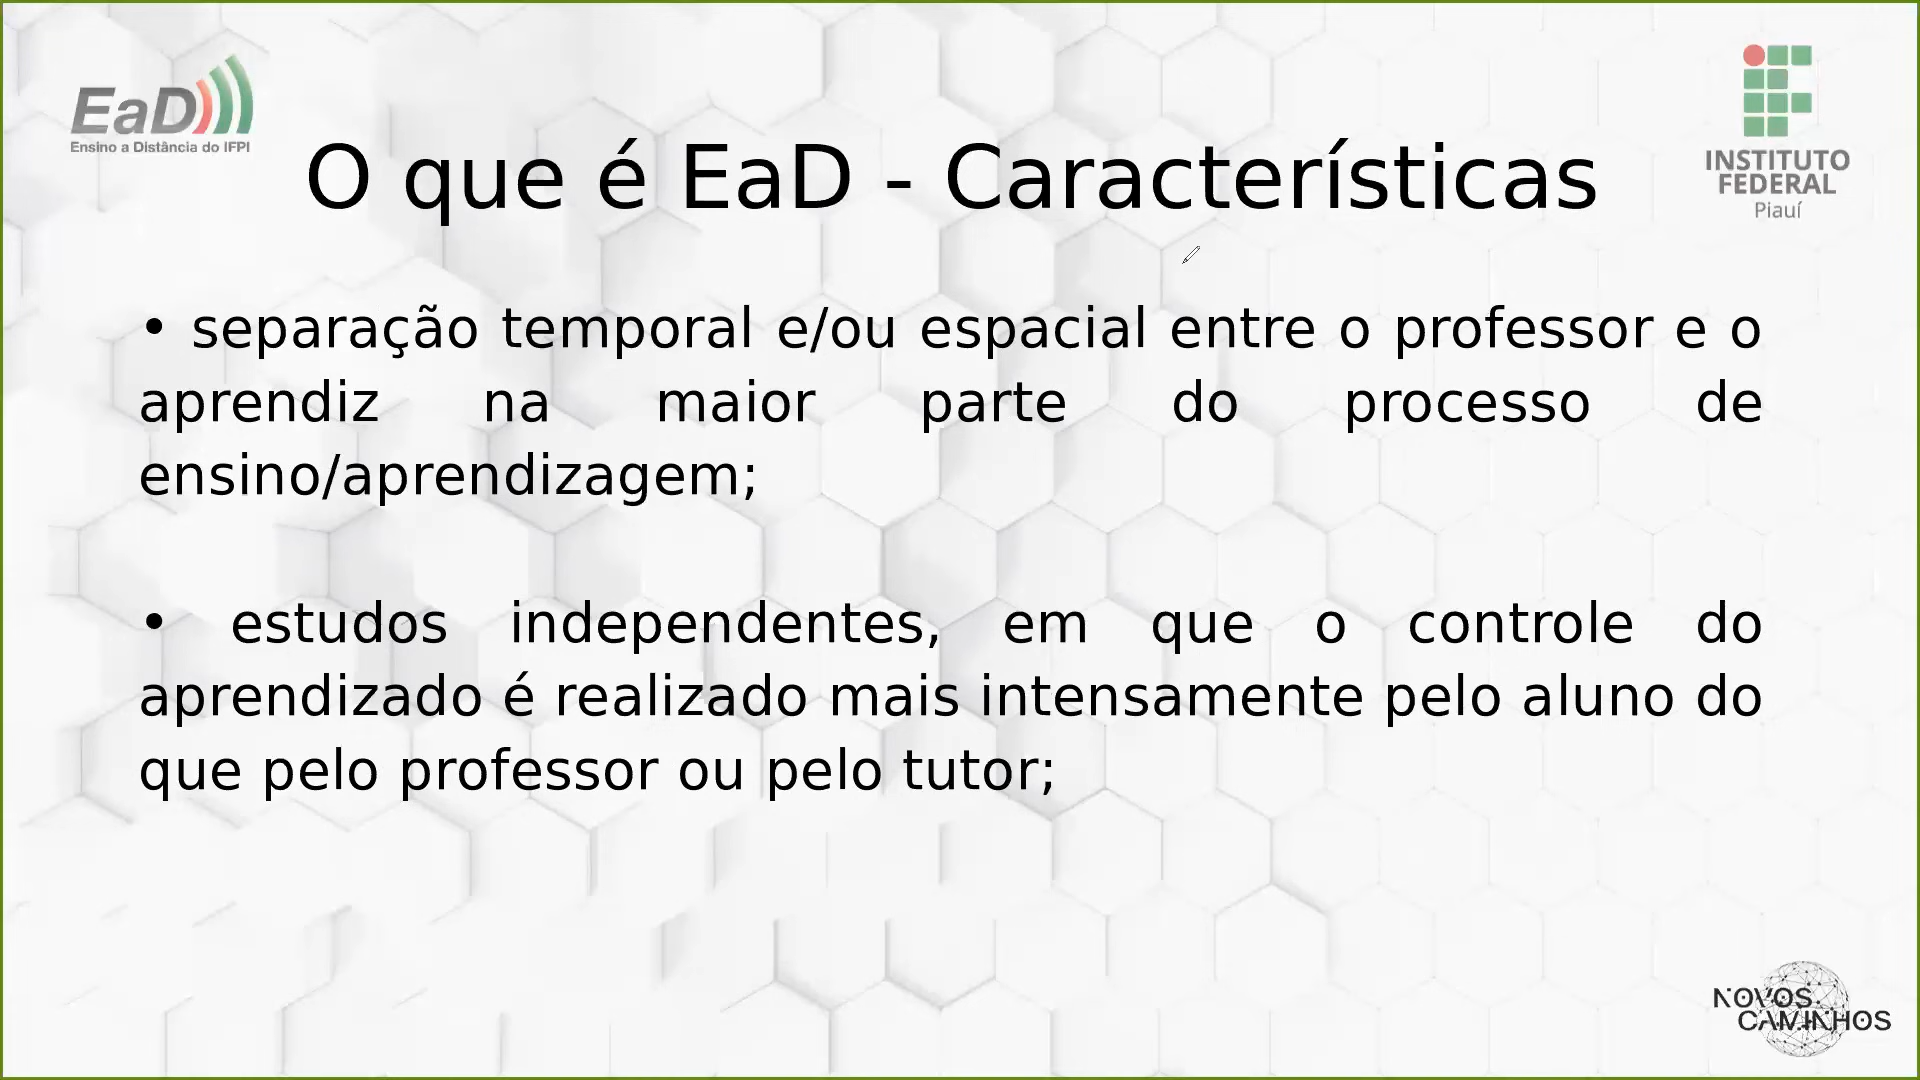 EaD
Ensino a Distância do IFPI
INSTITUTO
FEDERAL
Piauí
O que é EaD - Características
• separação temporal e/ou espacial entre o professor e o
aprendiz na maior parte do processo de
ensino/aprendizagem;
• estudos independentes, em que o controle do
aprendizado é realizado mais intensamente pelo aluno do
que pelo professor ou pelo tutor;
NOVOS
CAMINHOS